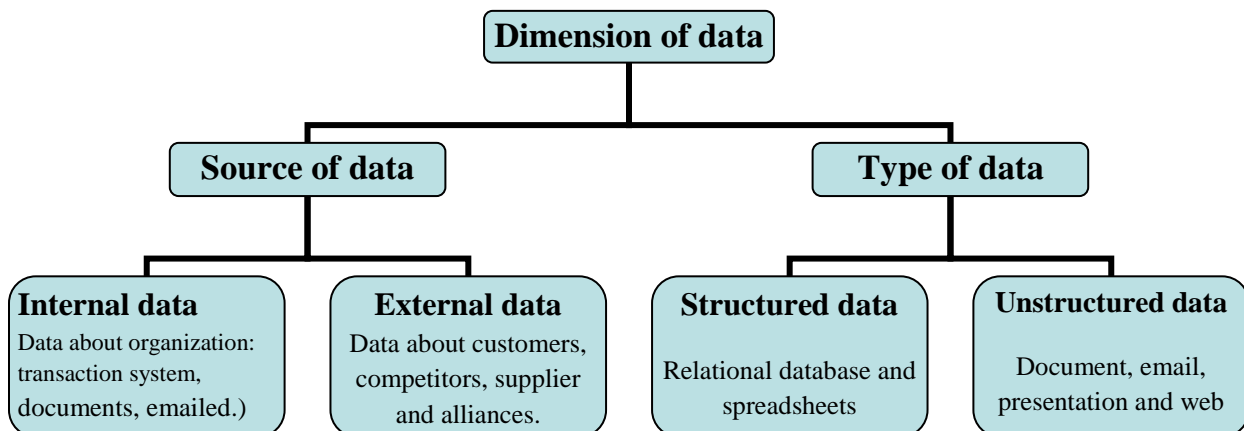 Dimension of data
Source of data
Type of data
Internal data
Data about organization:
transaction system,
documents, emailed.)
External data
Data about customers,
competitors, supplier
and alliances.
Structured data
Relational database and
spreadsheets
Unstructured data
Document, email,
presentation and web